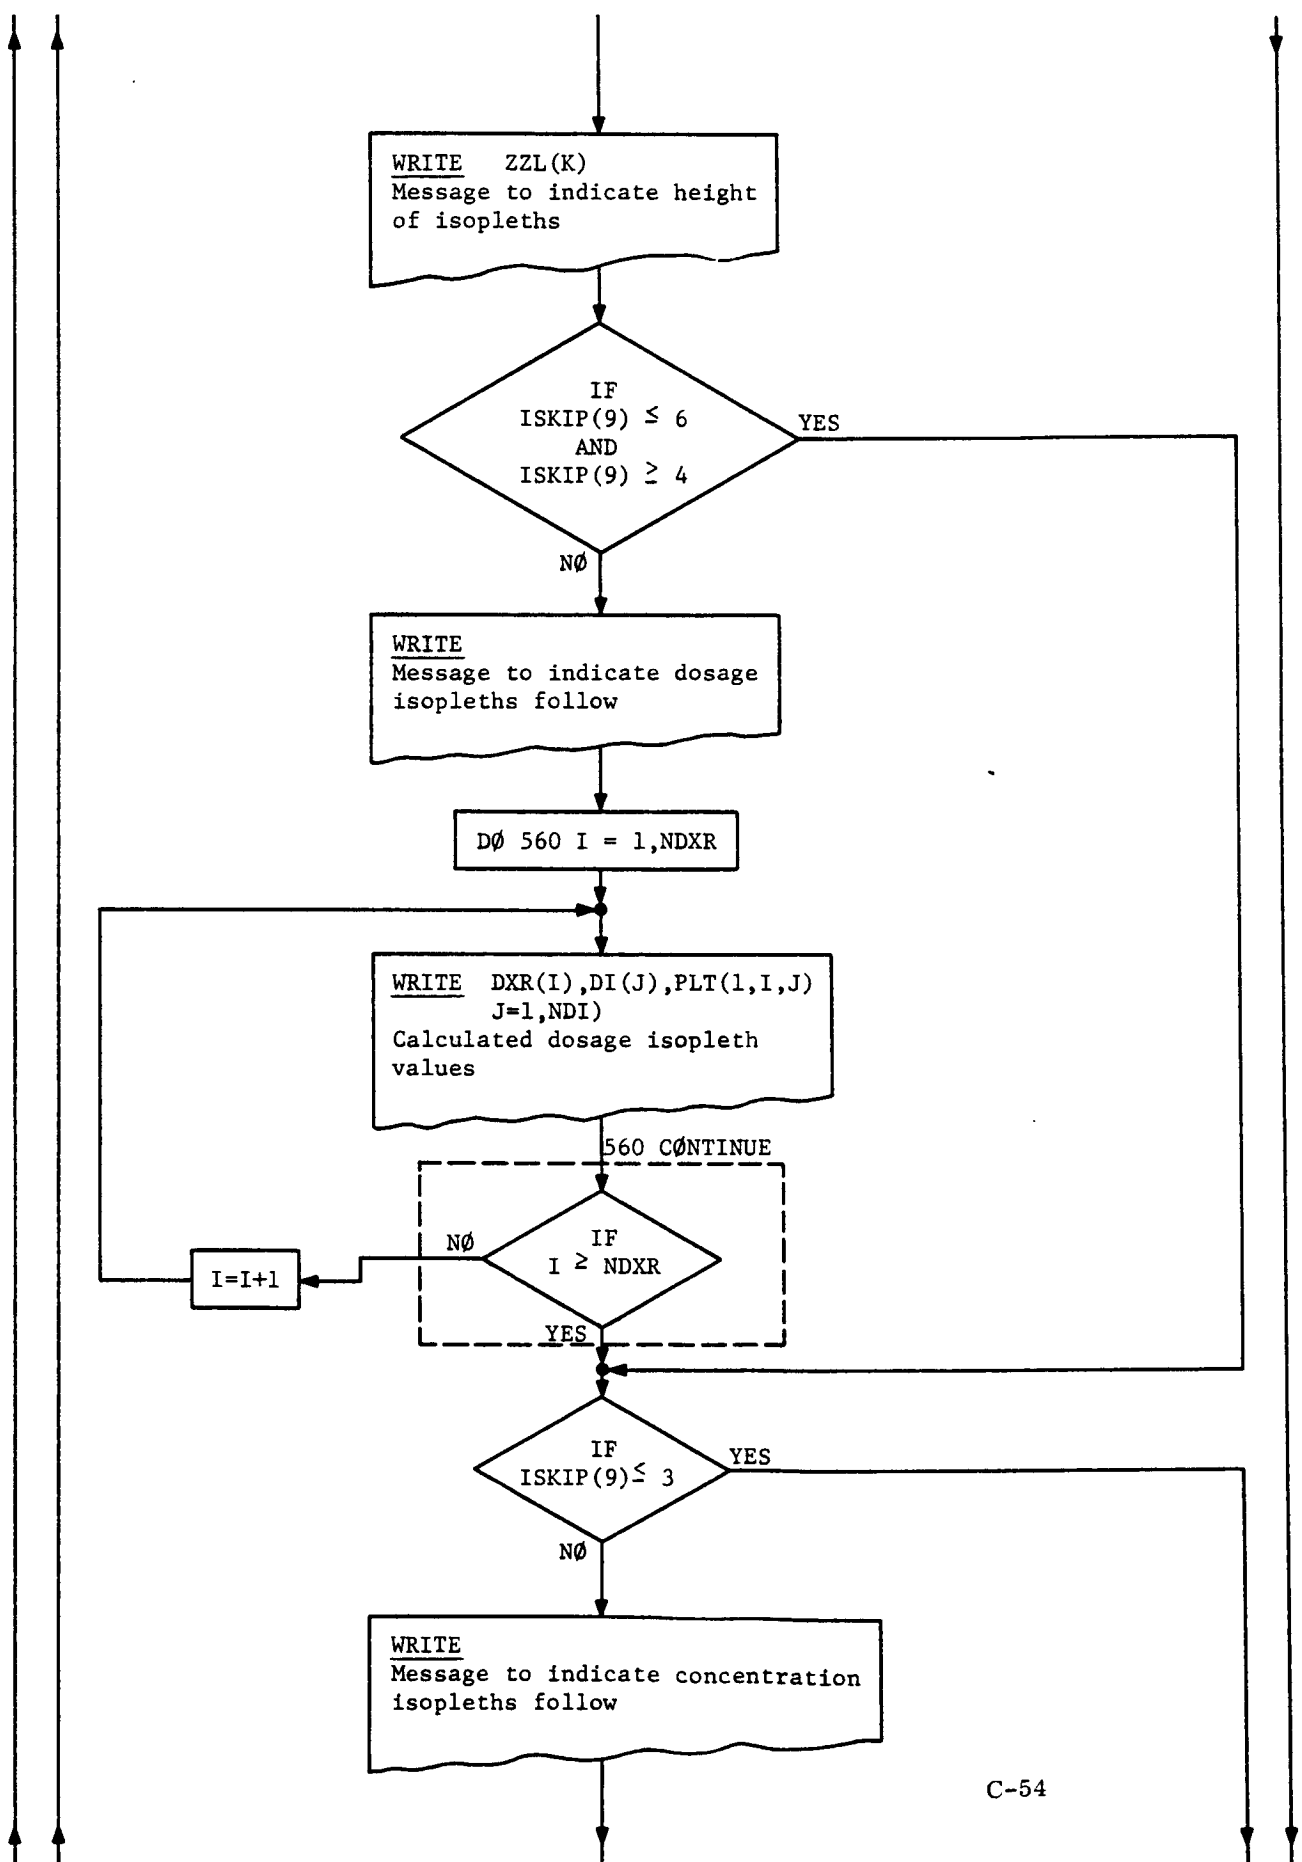 WRITE ZZL(K)
Message to indicate height
of isopleths
IF
ISKIP(9) ≤ 6
AND
ISKIP(9) ≥ 4
YES
NØ
WRITE
Message to indicate dosage
isopleths follow
DØ 560 I = 1,NDXR
WRITE DXR(I),DI(J),PLT(1,I,J)
J=1,NDI)
Calculated dosage isopleth
values
560 CØNTINUE
IF
I ≥ NDXR
NØ
I=I+1
YES
IF
ISKIP(9)≤ 3
YES
NØ
WRITE
Message to indicate concentration
isopleths follow
C-54